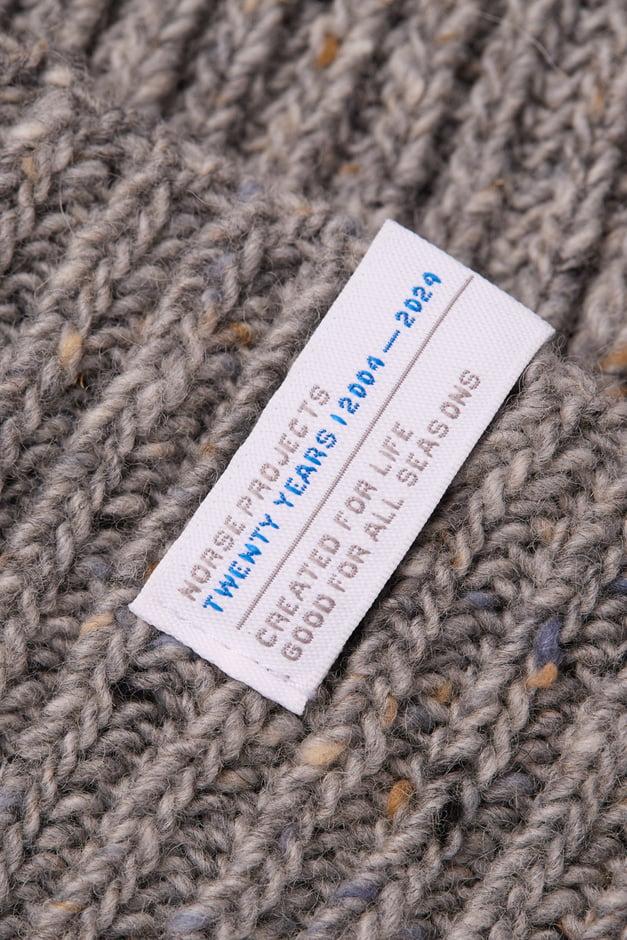 NORSE PROJECTS
TWENTY YEARS | 2004 — 2024
CREATED FOR LIFE
GOOD FOR ALL SEASONS